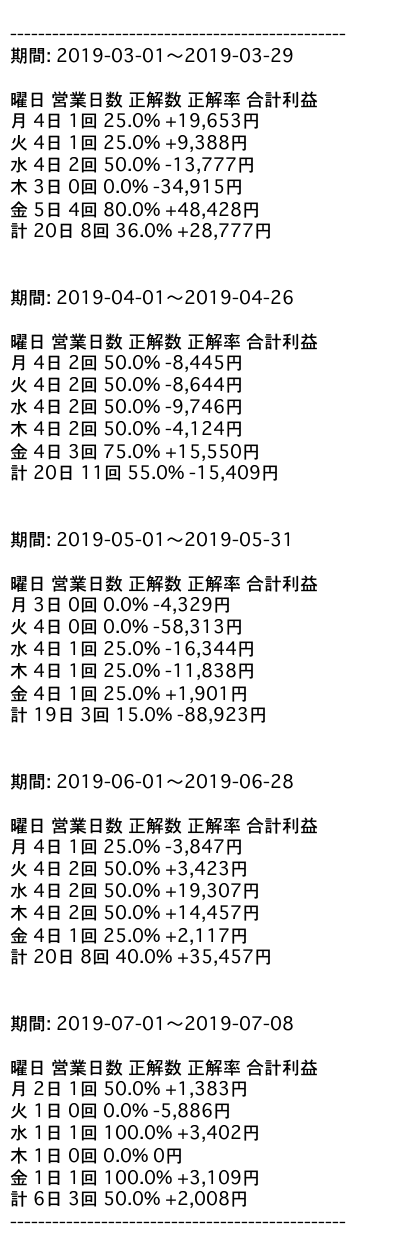 ------------------------------------------------
期間: 2019-03-01〜2019-03-29
曜日 営業日数 正解数 正解率 合計利益
月 4日 1回 25.0% +19,653円
火 4日 1回 25.0% +9,388円
水 4日 2回 50.0% -13,777円
木 3日 0回 0.0% -34,915円
金 5日 4回 80.0% +48,428円
計 20日 8回 36.0% +28,777円
期間: 2019-04-01〜2019-04-26
曜日 営業日数 正解数 正解率 合計利益
月 4日 2回 50.0% -8,445円
火 4日 2回 50.0% -8,644円
水 4日 2回 50.0% -9,746円
木 4日 2回 50.0% -4,124円
金 4日 3回 75.0% +15,550円
計 20日 11回 55.0% -15,409円
期間: 2019-05-01〜2019-05-31
曜日 営業日数 正解数 正解率 合計利益
月 3日 0回 0.0% -4,329円
火 4日 0回 0.0% -58,313円
水 4日 1回 25.0% -16,344円
木 4日 1回 25.0% -11,838円
金 4日 1回 25.0% +1,901円
計 19日 3回 15.0% -88,923円
期間: 2019-06-01〜2019-06-28
曜日 営業日数 正解数 正解率 合計利益
月 4日 1回 25.0% -3,847円
火 4日 2回 50.0% +3,423円
水 4日 2回 50.0% +19,307円
木 4日 2回 50.0% +14,457円
金 4日 1回 25.0% +2,117円
計 20日 8回 40.0% +35,457円
期間: 2019-07-01〜2019-07-08
曜日 営業日数 正解数 正解率 合計利益
月 2日 1回 50.0% +1,383円
火 1日 0回 0.0% -5,886円
水 1日 1回 100.0% +3,402円
木 1日 0回 0.0% 0円
金 1日 1回 100.0% +3,109円
計 6日 3回 50.0% +2,008円
------------------------------------------------